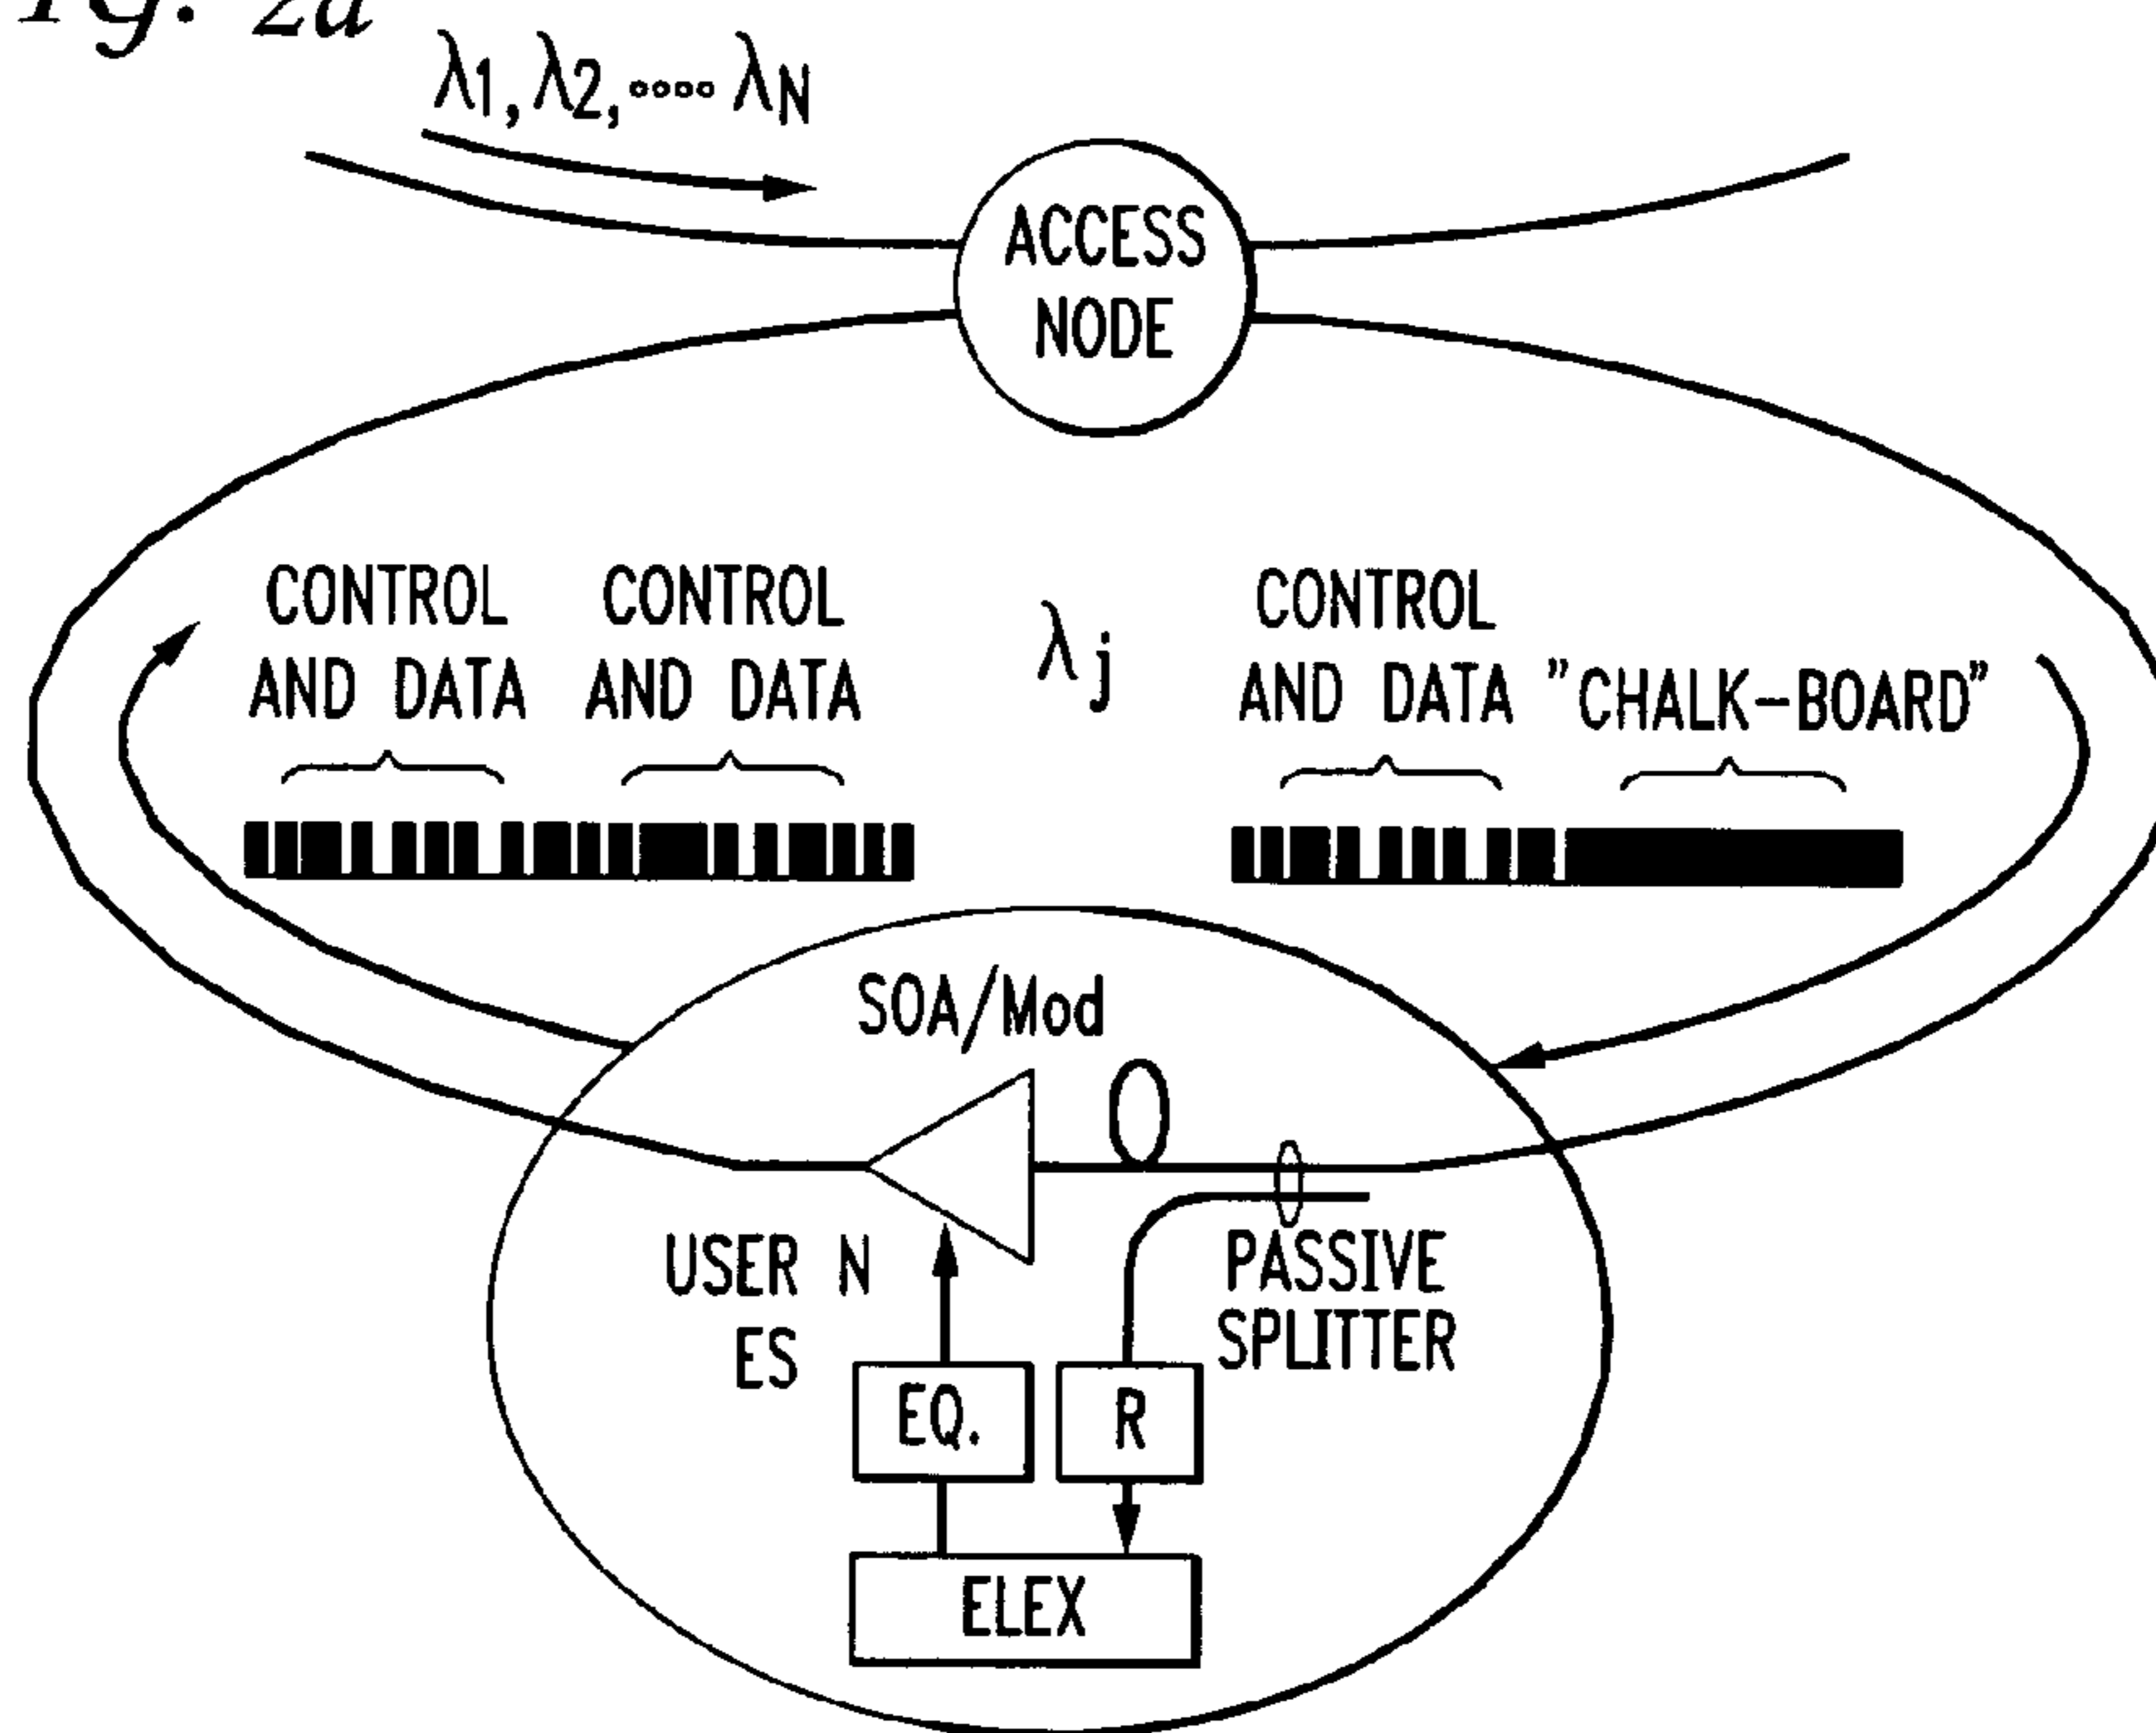 2a
λ1, λ2, ∘∘∘∘ λN
ACCESS
NODE
CONTROL
AND DATA
CONTROL
AND DATA
λj
CONTROL
AND DATA
"CHALK-BOARD"
SOA/Mod
USER N
ES
PASSIVE
SPLITTER
EQ.
R
ELEX